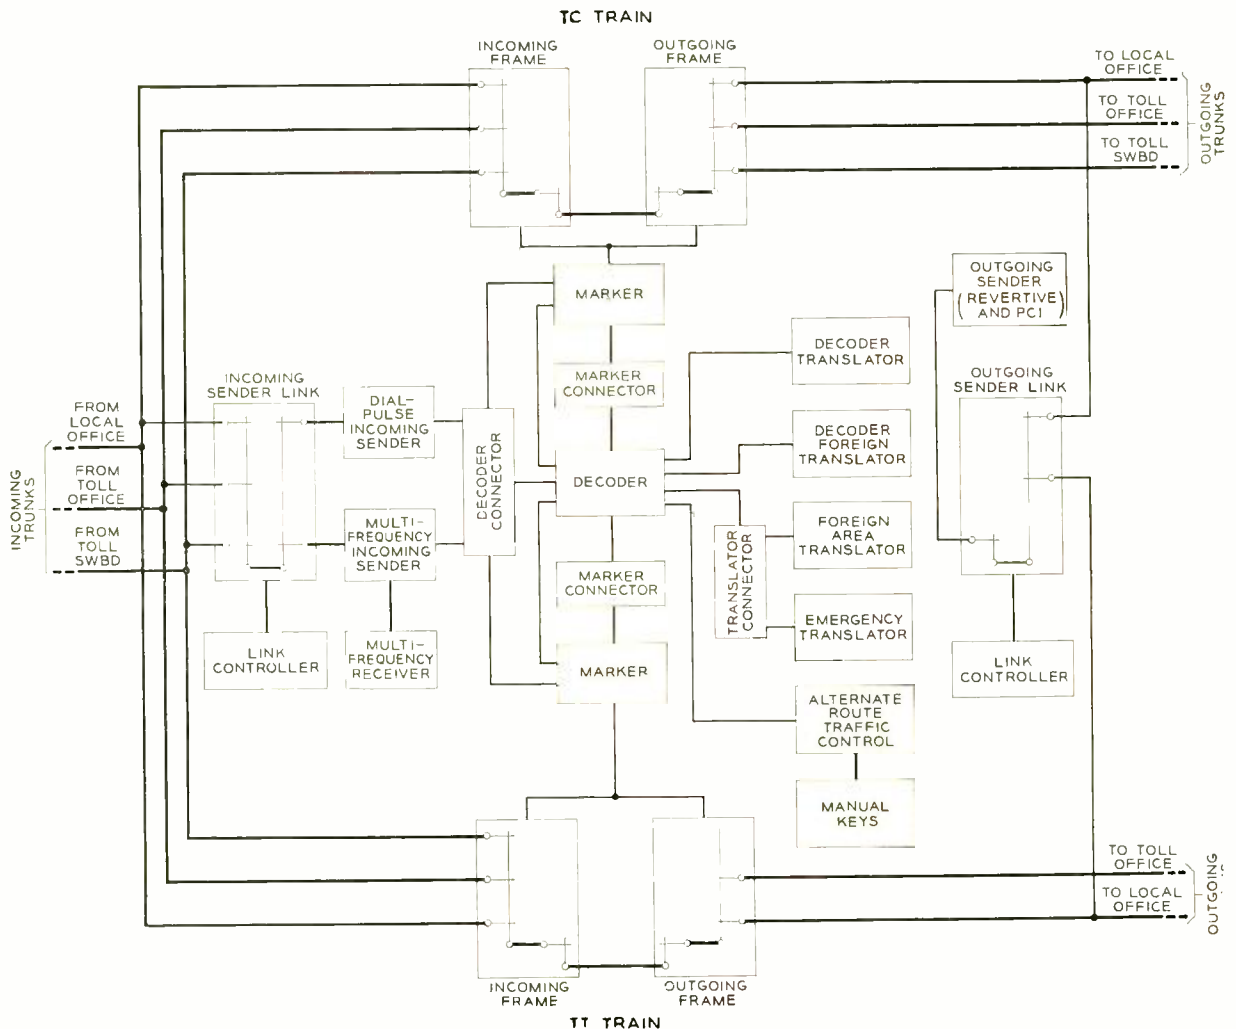 TC TRAIN
INCOMING
FRAME
OUTGOING
FRAME
TO LOCAL
OFFICE
TO TOLL
OFFICE
TO TOLL
SWBD
OUTGOING
TRUNKS
MARKER
MARKER
CONNECTOR
OUTGOING
SENDER
(REVERTIVE
AND PCI)
DECODER
TRANSLATOR
INCOMING
SENDER LINK
DIAL-
PULSE
INCOMING
SENDER
OUTGOING
SENDER LINK
FROM
LOCAL
OFFICE
FROM
TOLL
OFFICE
FROM
TOLL
SWBD
INCOMING
TRUNKS
DECODER
CONNECTOR
DECODER
DECODER
FOREIGN
TRANSLATOR
MULTI-
FREQUENCY
INCOMING
SENDER
FOREIGN
AREA
TRANSLATOR
TRANSLATOR
CONNECTOR
MARKER
CONNECTOR
EMERGENCY
TRANSLATOR
LINK
CONTROLLER
MULTI-
FREQUENCY
RECEIVER
MARKER
LINK
CONTROLLER
ALTERNATE
ROUTE
TRAFFIC
CONTROL
MANUAL
KEYS
TO TOLL
OFFICE
TO LOCAL
OFFICE
OUTGOING
INCOMING
FRAME
OUTGOING
FRAME
TT TRAIN